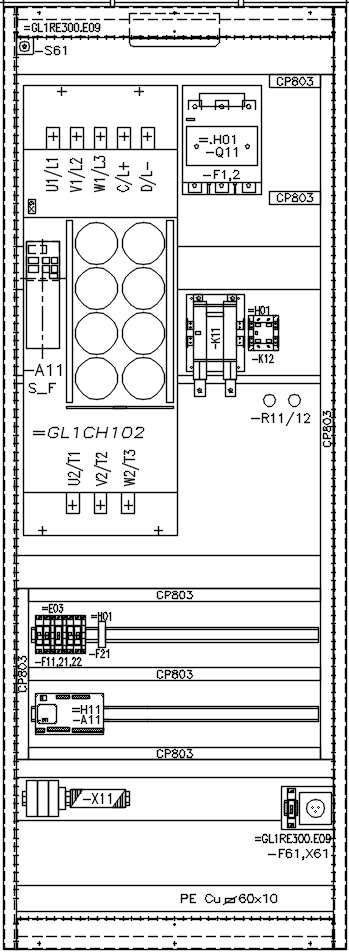 =GL1RE300.E09
-S61
CP803
=.H01
-Q11
-F1,2
CP803
U1/L1
V1/L2
W1/L3
C/L+
D/L-
-K11
=H01
-K12
-A11
S_F
-R11/12
CP803
=GL1CH102
U2/T1
V2/T2
W2/T3
CP803
=E03
=H01
-F11,21,22
-F21
CP803
CP803
=H11
-A11
CP803
-X11
=GL1RE300.E09
-F61,X61
PE Cu▱60x10